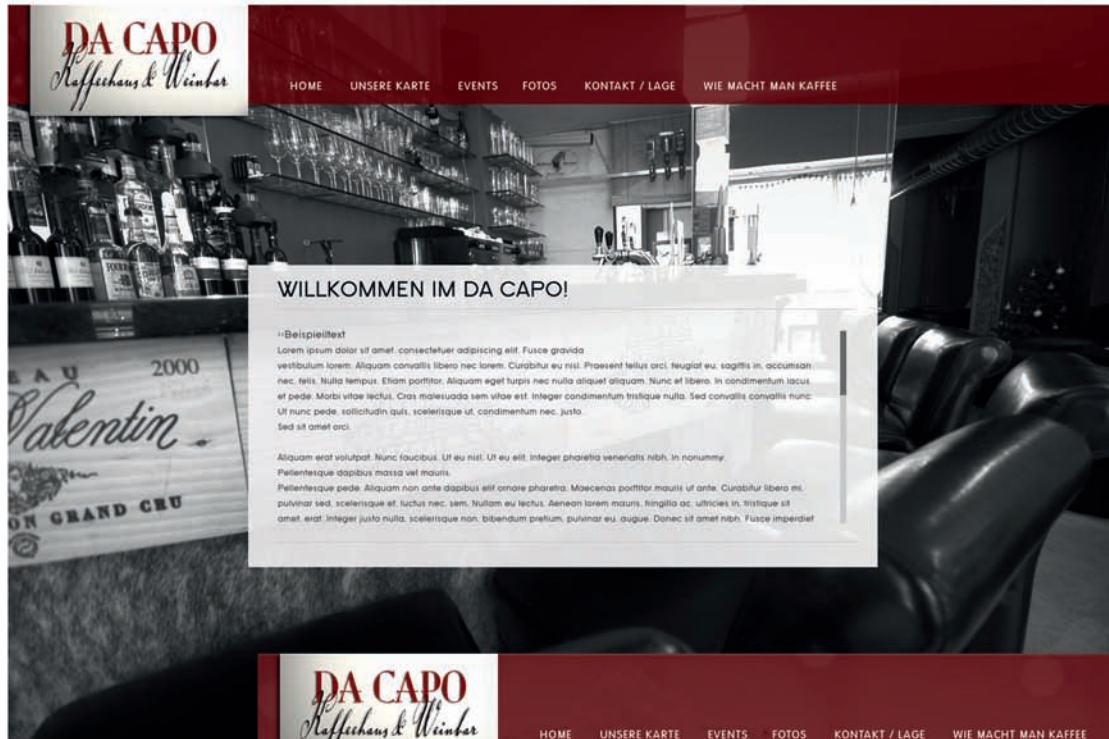 DA CAPO
Kaffeehaus & Weinbar
HOME UNSERE KARTE EVENTS FOTOS KONTAKT / LAGE WIE MACHT MAN KAFFEE
WILLKOMMEN IM DA CAPO!
Beispielltext
Lorem ipsum dolor sit amet, consectetuer adipiscing elit. Fusce gravida
vestibulum lorem. Aliquam convallis libero nec lorem. Curabitur eu nisl. Praesent tellus orci, feugiat eu, sagittis in, accumsan
nec, felis. Nulla tempus. Etiam porttitor. Aliquam eget turpis nec nulla aliquet aliquam. Nunc et libero. In condimentum lacus
et pede. Morbi vitae lectus. Cras malesuada sem vitae est. Integer condimentum tristique nulla. Sed convallis convallis nunc.
Ut nunc pede, sollicitudin quis, scelerisque ut, condimentum nec, justo.
Sed sit amet orci.
Aliquam erat volutpat. Nunc faucibus. Ut eu nisl. Ut eu elit. Integer pharetra venenatis nibh. In nonummy.
Pellentesque dapibus massa vel mauris.
Pellentesque pede. Aliquam non ante dapibus elit ornare pharetra. Maecenas porttitor mauris ut ante. Curabitur libero mi,
pulvinar sed, scelerisque et, luctus nec, sem. Nullam eu lectus. Aenean lorem mauris, fringilla ac, ultricies in, tristique sit
amet, erat. Integer justo nulla, scelerisque non, bibendum pretium, pulvinar eu, augue. Donec sit amet nibh. Fusce imperdiet
2000
Valentin
GRAND CRU
DA CAPO
Kaffeehaus & Weinbar
HOME UNSERE KARTE EVENTS FOTOS KONTAKT / LAGE WIE MACHT MAN KAFFEE